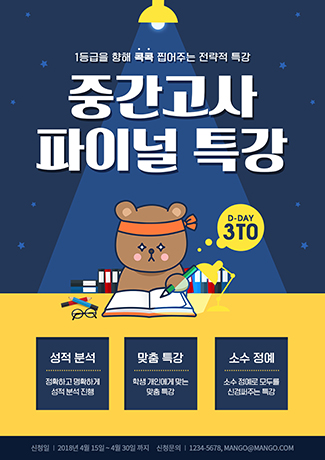 1등급을 향해 콕콕 찝어주는 전략적 특강
중간고사
파이널 특강
D-DAY
3TO
성적 분석
정확하고 명확하게
성적 분석 진행
맞춤 특강
학생 개인에게 맞는
맞춤 특강
소수 정예
소수 정예로 모두를
신경써주는 특강
신청일 | 2018년 4월 15일~ 4월 30일 까지 신청문의 | 1234-5678, MANGO@MANGO.COM